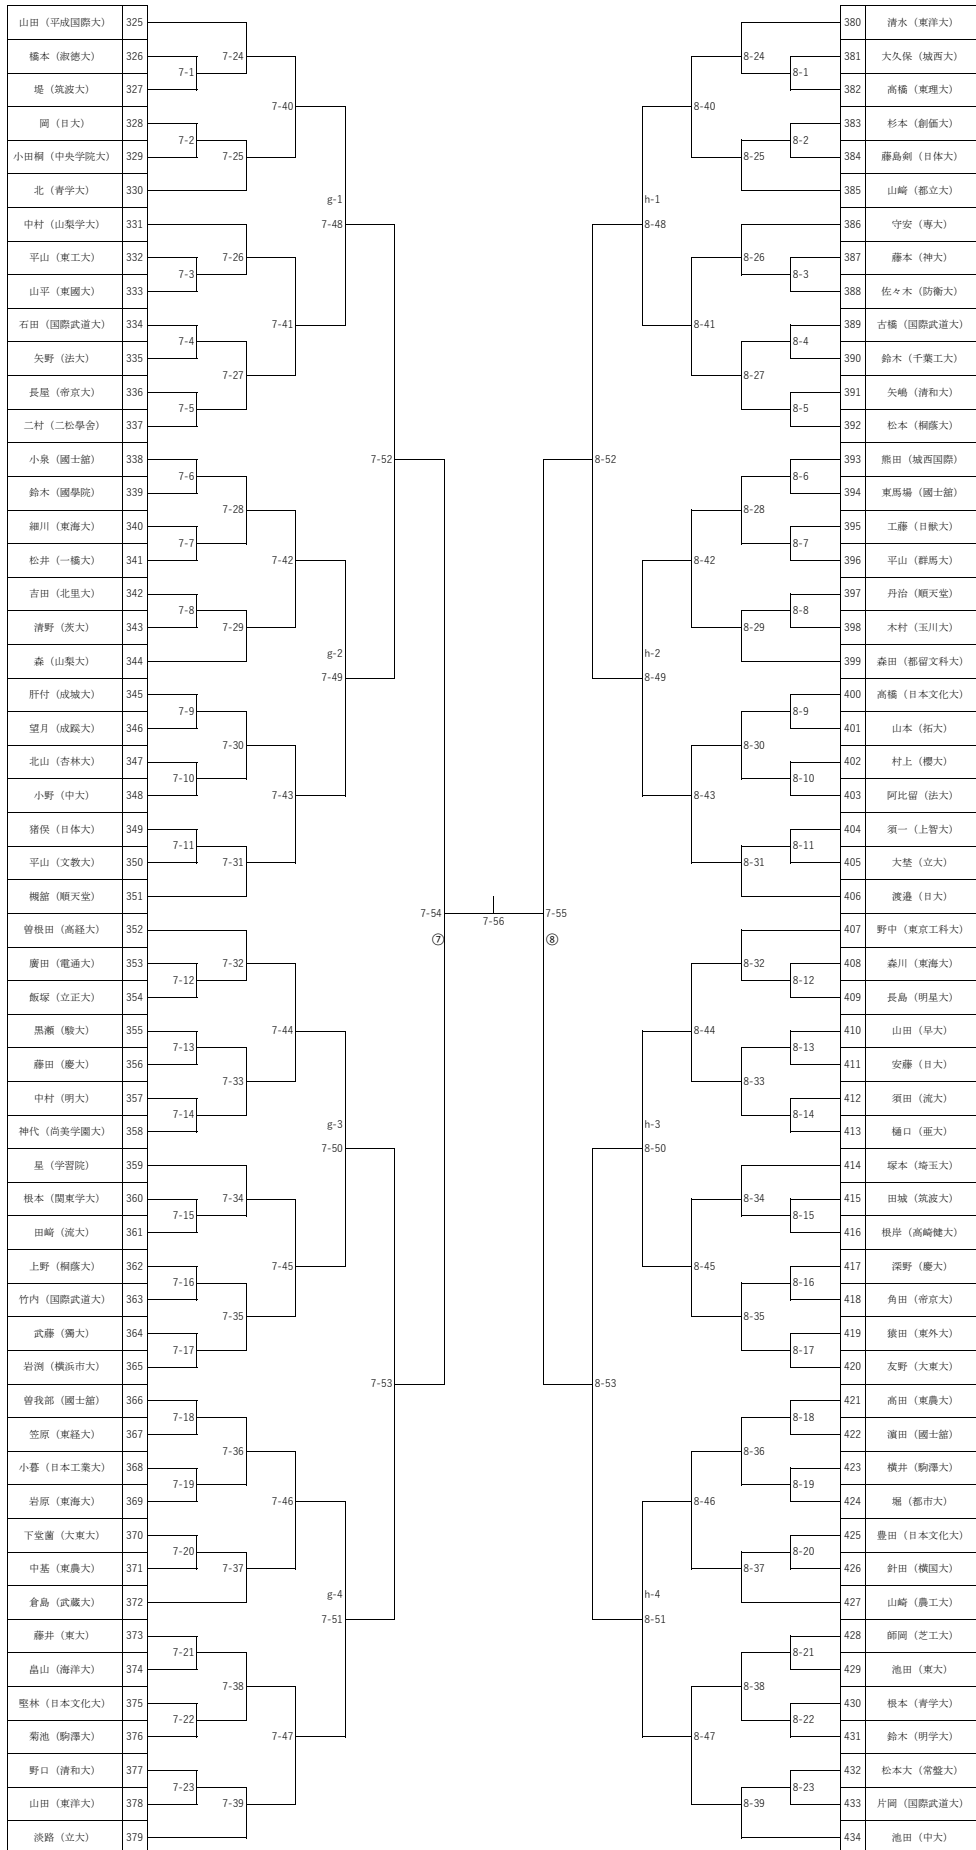 山田（平成国際大） 325
橋本（淑徳大） 326
堤（筑波大） 327
岡（日大） 328
小田桐（中央学院大） 329
北（青学大） 330
中村（山梨学大） 331
平山（東工大） 332
山平（東國大） 333
石田（国際武道大） 334
矢野（法大） 335
長屋（帝京大） 336
二村（二松學舎） 337
小泉（國士舘） 338
鈴木（國學院） 339
細川（東海大） 340
松井（一橋大） 341
吉田（北里大） 342
清野（茨大） 343
森（山梨大） 344
肝付（成城大） 345
望月（成蹊大） 346
北山（杏林大） 347
小野（中大） 348
猪俣（日体大） 349
平山（文教大） 350
槻舘（順天堂） 351
曽根田（高経大） 352
廣田（電通大） 353
飯塚（立正大） 354
黒瀬（駿大） 355
藤田（慶大） 356
中村（明大） 357
神代（尚美学園大） 358
星（学習院） 359
根本（関東学大） 360
田﨑（流大） 361
上野（桐蔭大） 362
竹内（国際武道大） 363
武藤（獨大） 364
岩渕（横浜市大） 365
曽我部（國士舘） 366
笠原（東経大） 367
小暮（日本工業大） 368
岩原（東海大） 369
下堂薗（大東大） 370
中基（東農大） 371
倉島（武蔵大） 372
藤井（東大） 373
畠山（海洋大） 374
堅林（日本文化大） 375
菊池（駒澤大） 376
野口（清和大） 377
山田（東洋大） 378
淡路（立大） 379
7-1
7-2
7-3
7-4
7-5
7-6
7-7
7-8
7-9
7-10
7-11
7-12
7-13
7-14
7-15
7-16
7-17
7-18
7-19
7-20
7-21
7-22
7-23
7-24
7-25
7-26
7-27
7-28
7-29
7-30
7-31
7-32
7-33
7-34
7-35
7-36
7-37
7-38
7-39
7-40
7-41
7-42
7-43
7-44
7-45
7-46
7-47
g-1
7-48
g-2
7-49
g-3
7-50
g-4
7-51
7-52
7-53
7-54
⑦
7-56
7-55
⑧
8-52
8-53
h-1
8-48
h-2
8-49
h-3
8-50
h-4
8-51
8-40
8-41
8-42
8-43
8-44
8-45
8-46
8-47
8-24
8-25
8-26
8-27
8-28
8-29
8-30
8-31
8-32
8-33
8-34
8-35
8-36
8-37
8-38
8-39
8-1
8-2
8-3
8-4
8-5
8-6
8-7
8-8
8-9
8-10
8-11
8-12
8-13
8-14
8-15
8-16
8-17
8-18
8-19
8-20
8-21
8-22
8-23
380 清水（東洋大）
381 大久保（城西大）
382 高橋（東理大）
383 杉本（創価大）
384 藤島剣（日体大）
385 山﨑（都立大）
386 守安（専大）
387 藤本（神大）
388 佐々木（防衛大）
389 古橋（国際武道大）
390 鈴木（千葉工大）
391 矢嶋（清和大）
392 松本（桐蔭大）
393 熊田（城西国際）
394 東馬場（國士舘）
395 工藤（日獣大）
396 平山（群馬大）
397 丹治（順天堂）
398 木村（玉川大）
399 森田（都留文科大）
400 高橋（日本文化大）
401 山本（拓大）
402 村上（櫻大）
403 阿比留（法大）
404 須一（上智大）
405 大埜（立大）
406 渡邉（日大）
407 野中（東京工科大）
408 森川（東海大）
409 長島（明星大）
410 山田（早大）
411 安藤（日大）
412 須田（流大）
413 樋口（亜大）
414 塚本（埼玉大）
415 田城（筑波大）
416 根岸（高崎健大）
417 深野（慶大）
418 角田（帝京大）
419 猿田（東外大）
420 友野（大東大）
421 高田（東農大）
422 濵田（國士舘）
423 横井（駒澤大）
424 堀（都市大）
425 豊田（日本文化大）
426 針田（横国大）
427 山崎（農工大）
428 師岡（芝工大）
429 池田（東大）
430 根本（青学大）
431 鈴木（明学大）
432 松本大（常盤大）
433 片岡（国際武道大）
434 池田（中大）